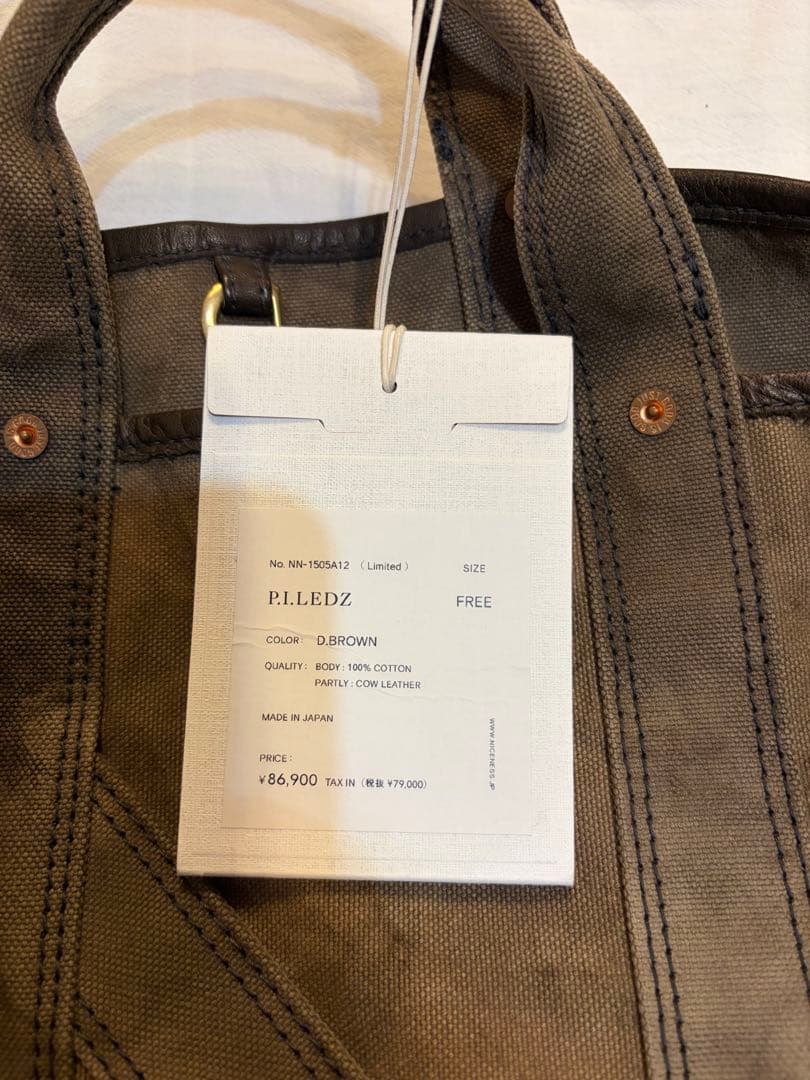 No. NN-1505A12 （Limited） SIZE
P.I.LEDZ FREE
COLOR: D.BROWN
QUALITY: BODY : 100% COTTON
PARTLY : COW LEATHER
MADE IN JAPAN
PRICE:
¥86,900 TAX IN（税抜 ¥79,000）
WWW.NICENESS.JP